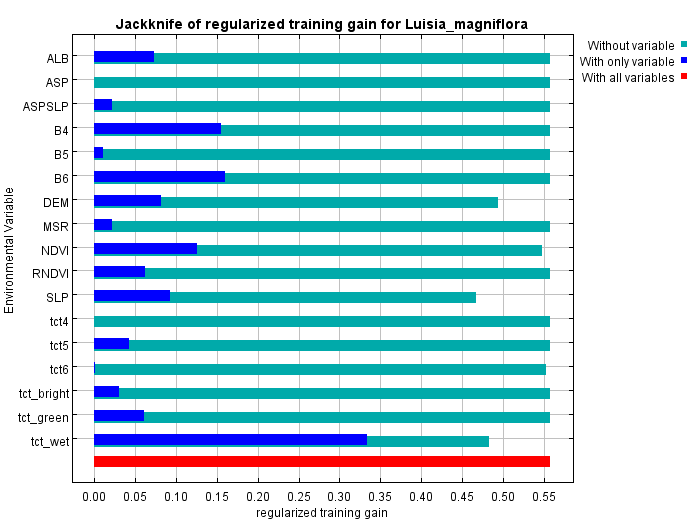 Jackknife of regularized training gain for Luisia_magniflora
Without variable
With only variable
With all variables
Environmental Variable
ALB
ASP
ASPSLP
B4
B5
B6
DEM
MSR
NDVI
RNDVI
SLP
tct4
tct5
tct6
tct_bright
tct_green
tct_wet
0.00 0.05 0.10 0.15 0.20 0.25 0.30 0.35 0.40 0.45 0.50 0.55
regularized training gain